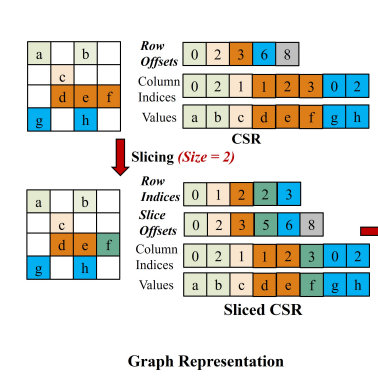 a b
c
d e f
g h
Row Offsets 0 2 3 6 8
Column Indices 0 2 1 1 2 3 0 2
Values a b c d e f g h
CSR
Slicing (Size = 2)
a b
c
d e f
g h
Row Indices 0 1 2 2 3
Slice Offsets 0 2 3 5 6 8
Column Indices 0 2 1 1 2 3 0 2
Values a b c d e f g h
Sliced CSR
Graph Representation